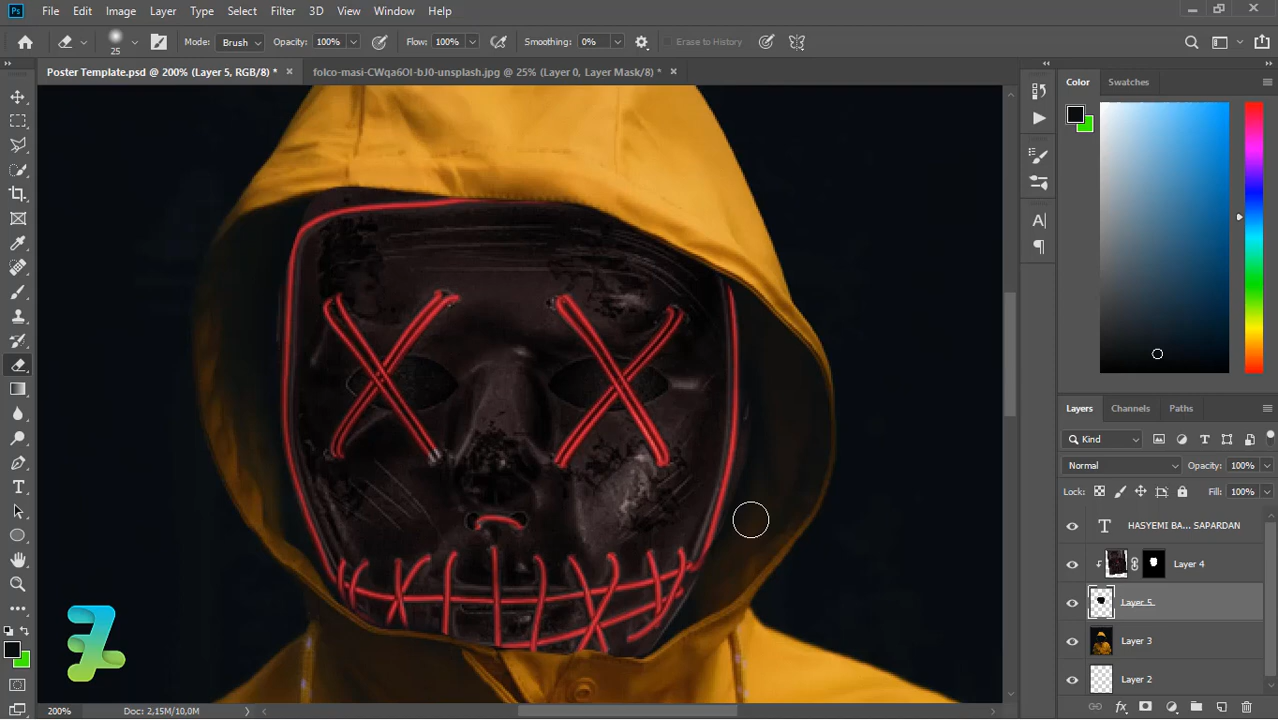 Ps File Edit Image Layer Type Select Filter 3D View Window Help
25 Mode: Brush Opacity: 100% Flow: 100% Smoothing: 0% Erase to History
Poster Template.psd @ 200% (Layer 5, RGB/8) * × folco-masi-CWqa6OI-bJ0-unsplash.jpg @ 25% (Layer 0, Layer Mask/8) * ×
Color Swatches
Layers Channels Paths
Kind
Normal Opacity: 100%
Lock: Fill: 100%
HASYEMI BA... SAPARDAN
Layer 4
Layer 5
Layer 3
Layer 2
200% Doc: 2,15M/10,0M